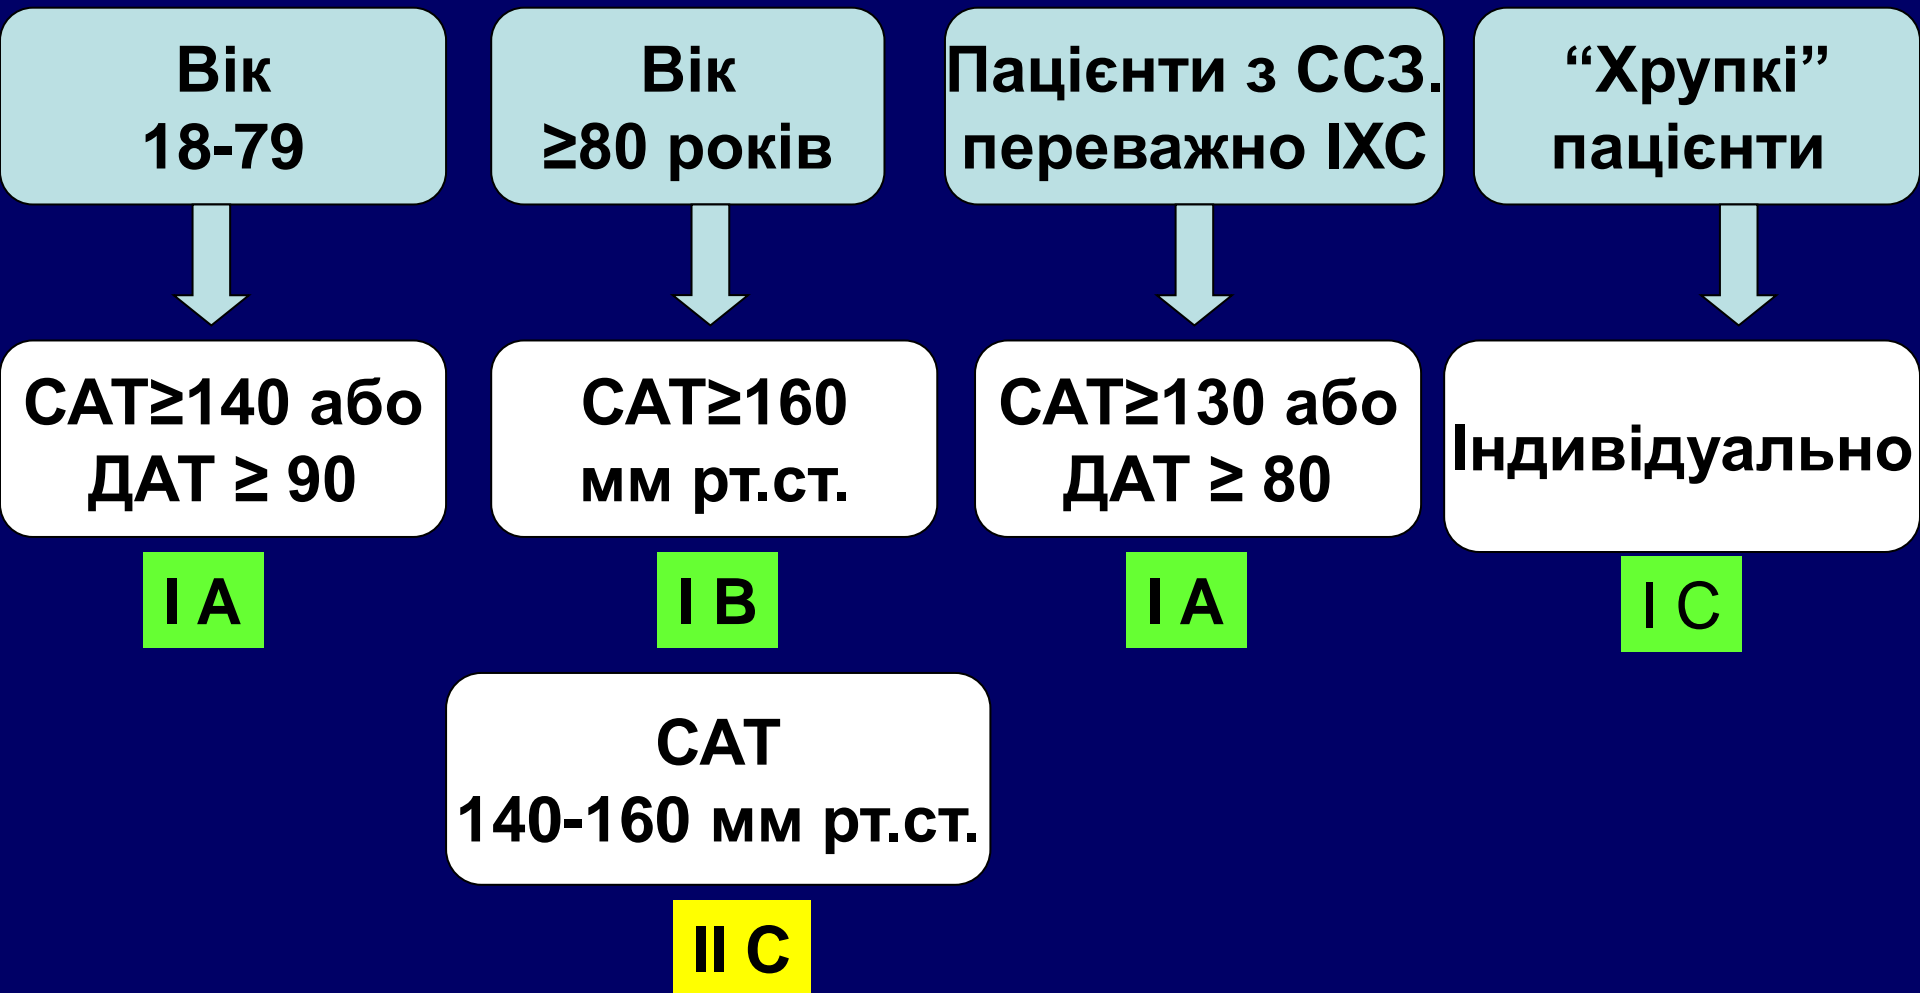 Вік
18-79
Вік
≥80 років
Пацієнти з ССЗ.
переважно ІХС
“Хрупкі”
пацієнти
САТ≥140 або
ДАТ ≥ 90
САТ≥160
мм рт.ст.
САТ≥130 або
ДАТ ≥ 80
Індивідуально
І А
І В
І А
І С
САТ
140-160 мм рт.ст.
ІІ С